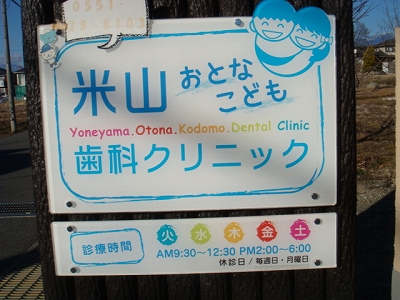 0551-
米山 おとな
こども
Yoneyama.Otona.Kodomo.Dental Clinic
歯科クリニック
診療時間 火 水 木 金 土
AM9:30～12:30 PM2:00～6:00
休診日/毎週日・月曜日